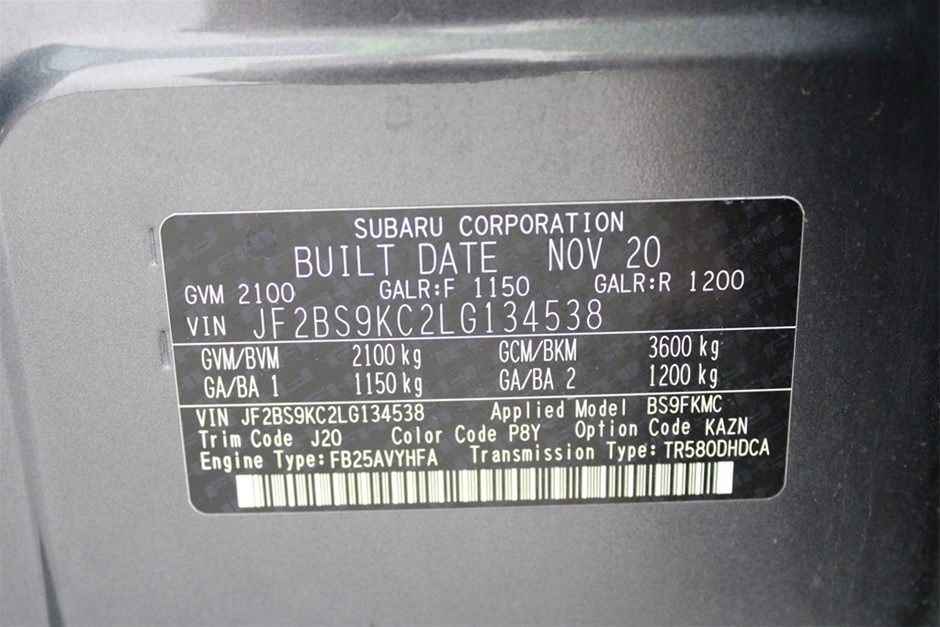 SUBARU CORPORATION
BUILT DATE NOV 20
GVM 2100 GALR:F 1150 GALR:R 1200
VIN JF2BS9KC2LG134538
GVM/BVM 2100 kg GCM/BKM 3600 kg
GA/BA 1 1150 kg GA/BA 2 1200 kg
VIN JF2BS9KC2LG134538 Applied Model BS9FKMC
Trim Code J20 Color Code P8Y Option Code KAZN
Engine Type:FB25AVYHFA Transmission Type:TR580DHDCA